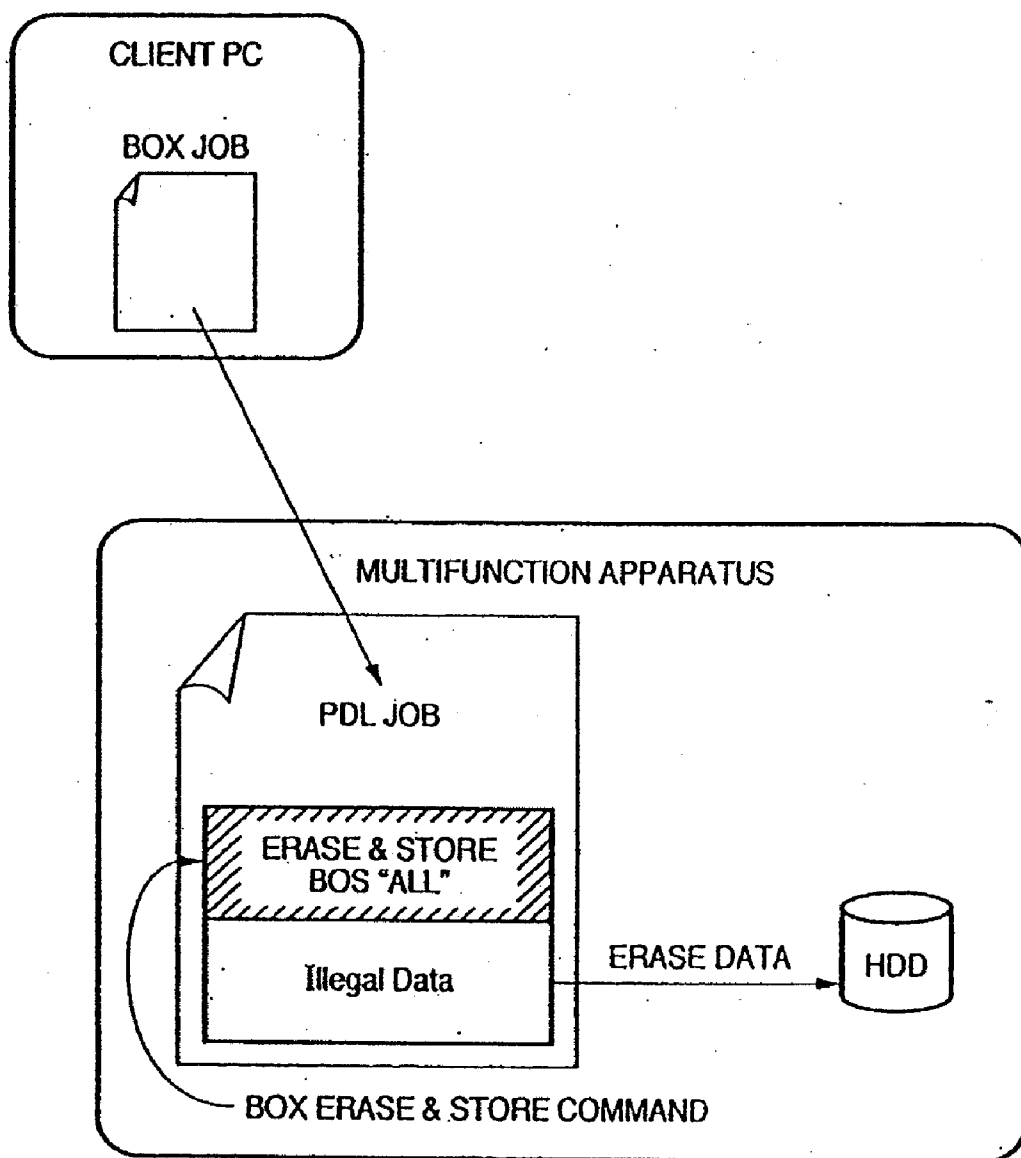 CLIENT PC
BOX JOB
MULTIFUNCTION APPARATUS
PDL JOB
ERASE & STORE
BOS "ALL"
Illegal Data
ERASE DATA
HDD
BOX ERASE & STORE COMMAND